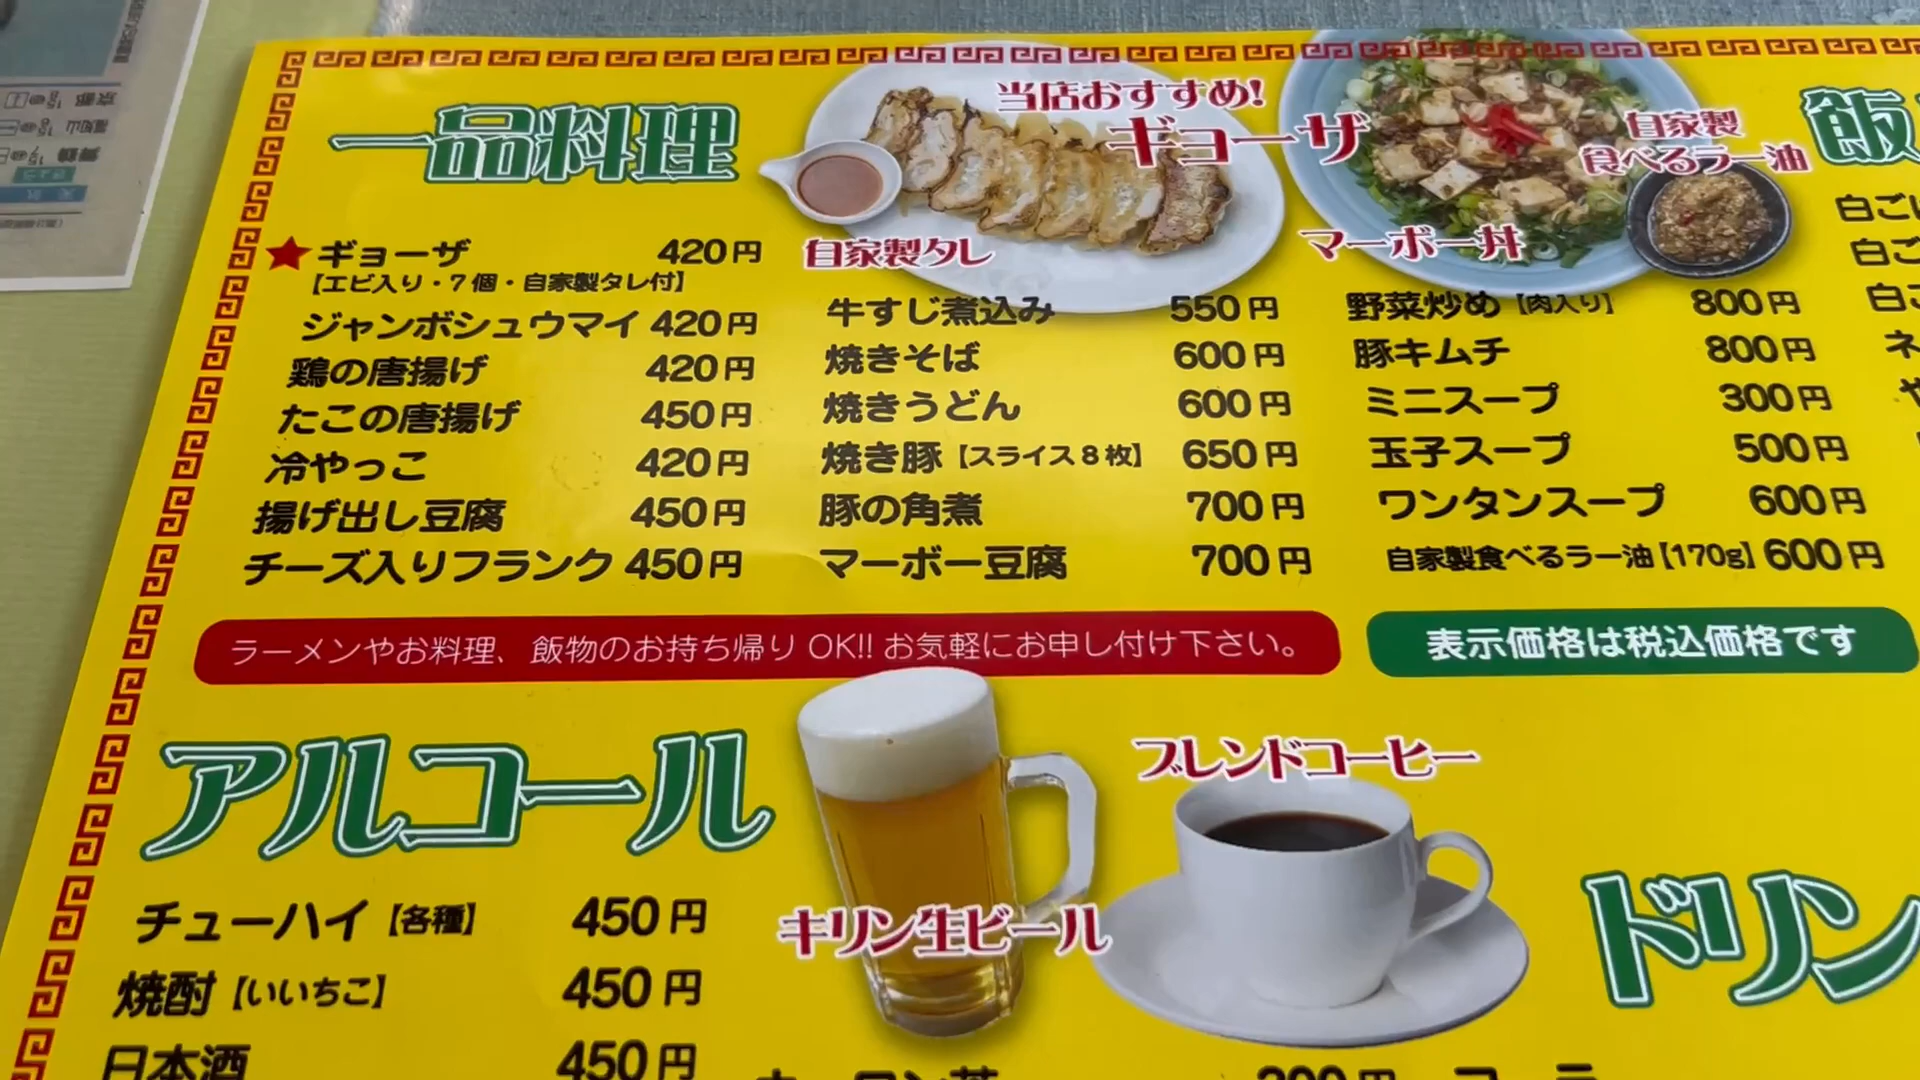 一品料理
当店おすすめ!
ギョーザ
自家製タレ
自家製
食べるラー油
マーボー丼
飯
★ギョーザ 420円
【エビ入り・7個・自家製タレ付】
ジャンボシュウマイ 420円
鶏の唐揚げ 420円
たこの唐揚げ 450円
冷やっこ 420円
揚げ出し豆腐 450円
チーズ入りフランク 450円
牛すじ煮込み 550円
焼きそば 600円
焼きうどん 600円
焼き豚【スライス8枚】 650円
豚の角煮 700円
マーボー豆腐 700円
野菜炒め【肉入り】 800円
豚キムチ 800円
ミニスープ 300円
玉子スープ 500円
ワンタンスープ 600円
自家製食べるラー油【170g】 600円
白ご
白ご
白ご
ラーメンやお料理、飯物のお持ち帰り OK!! お気軽にお申し付け下さい。
表示価格は税込価格です
アルコール
チューハイ【各種】 450円
焼酎【いいちこ】 450円
日本酒 450円
キリン生ビール
ブレンドコーヒー
ドリン